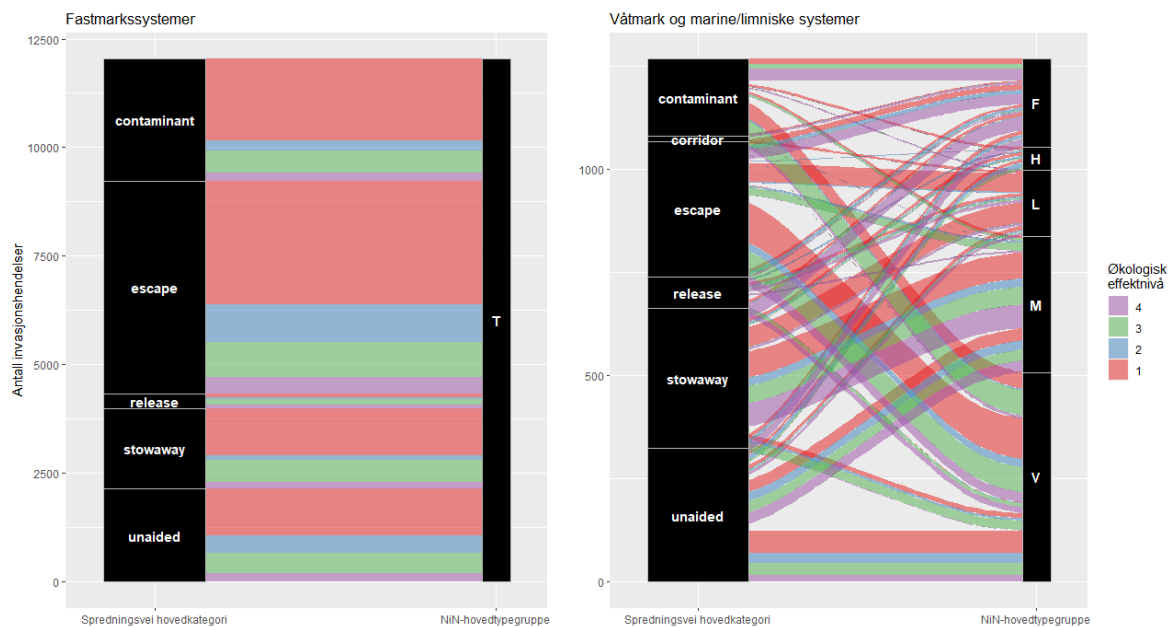 Fastmarkssystemer
Antall invasjonshendelser
12500
10000
7500
5000
2500
0
contaminant
escape
release
stowaway
unaided
T
Spredningsvei hovedkategori
NiN-hovedtypegruppe
Våtmark og marine/limniske systemer
1000
500
0
contaminant
corridor
escape
release
stowaway
unaided
F
H
L
M
V
Spredningsvei hovedkategori
NiN-hovedtypegruppe
Økologisk
effektnivå
4
3
2
1